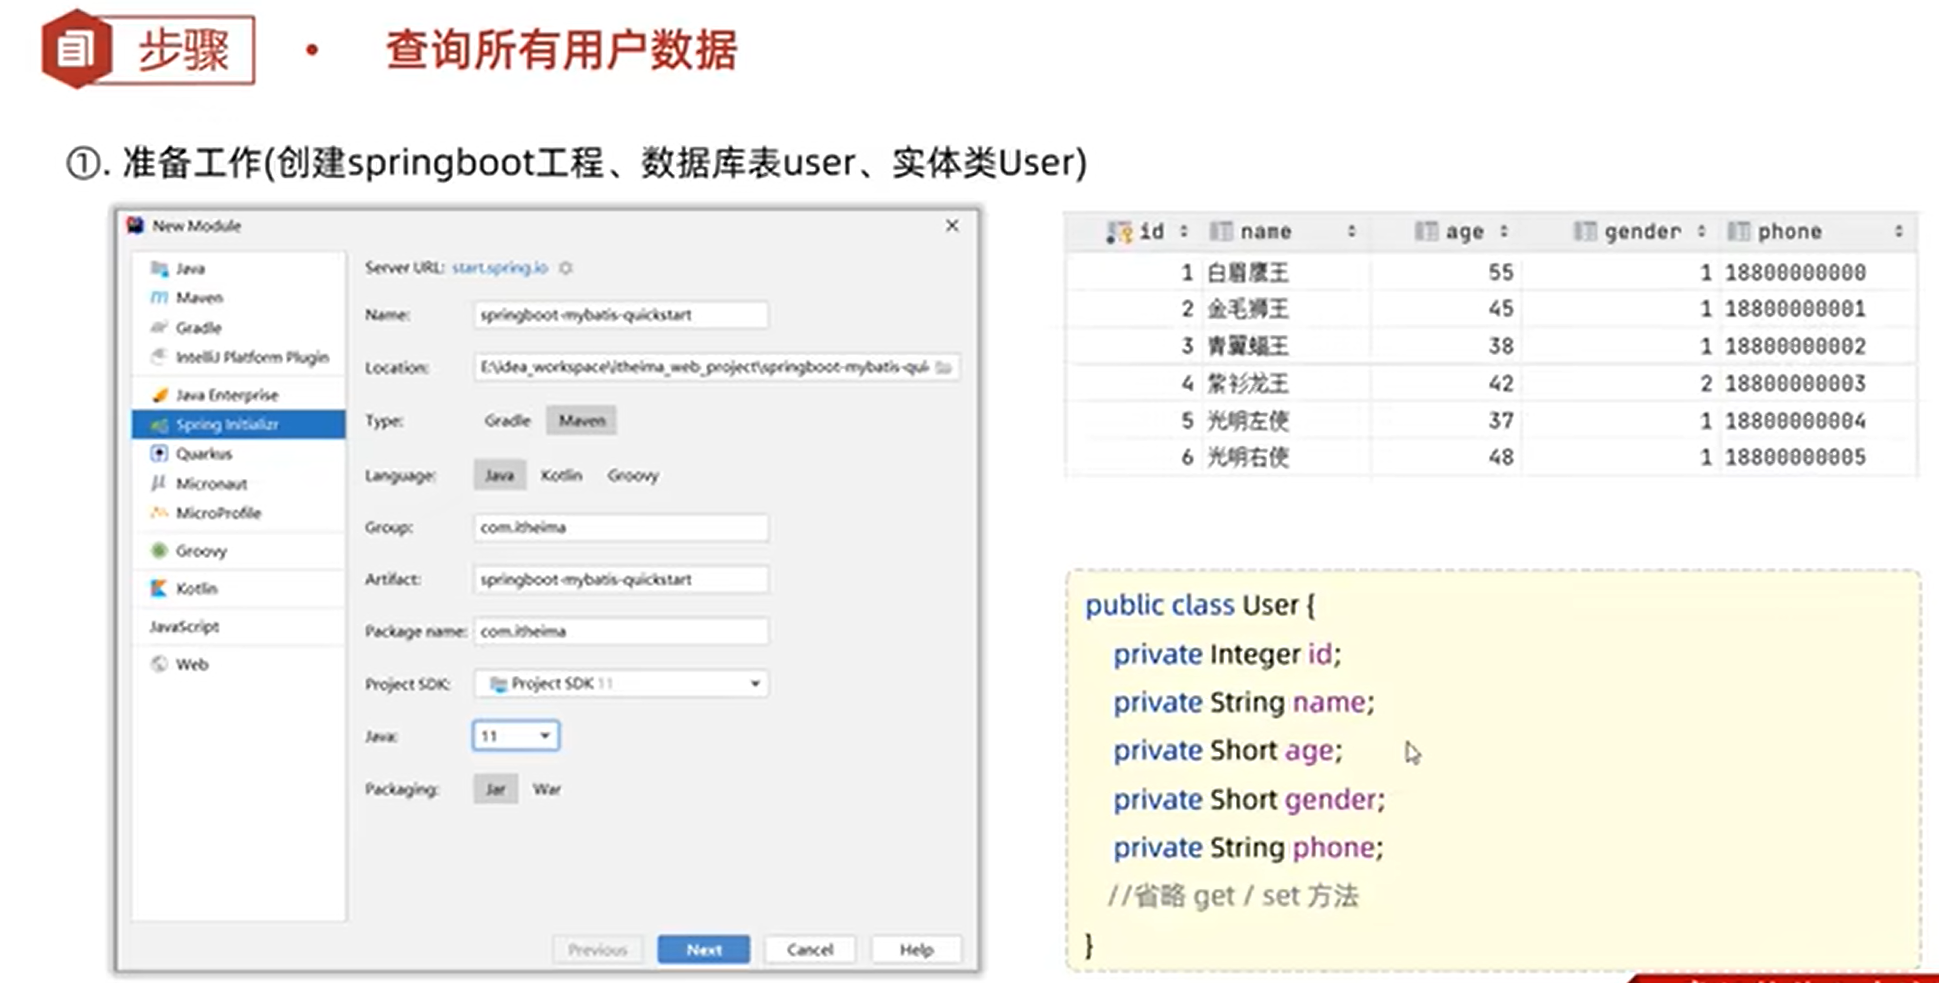 步骤
查询所有用户数据
①. 准备工作(创建springboot工程、数据库表user、实体类User)
New Module
Java
Maven
Gradle
IntelliJ Platform Plugin
Java Enterprise
Spring Initializr
Quarkus
Micronaut
MicroProfile
Groovy
Kotlin
JavaScript
Web
Server URL: start.spring.io
Name: springboot-mybatis-quickstart
Location: E:\idea_workspace\itheima_web_project\springboot-mybatis-qui
Type: Gradle Maven
Language: Java Kotlin Groovy
Group: com.itheima
Artifact: springboot-mybatis-quickstart
Package name: com.itheima
Project SDK: Project SDK 11
Java: 11
Packaging: Jar War
Previous Next Cancel Help
id name age gender phone
1 白眉鹰王 55 1 18800000000
2 金毛狮王 45 1 18800000001
3 青翼蝠王 38 1 18800000002
4 紫衫龙王 42 2 18800000003
5 光明左使 37 1 18800000004
6 光明右使 48 1 18800000005
public class User {
private Integer id;
private String name;
private Short age;
private Short gender;
private String phone;
//省略 get / set 方法
}